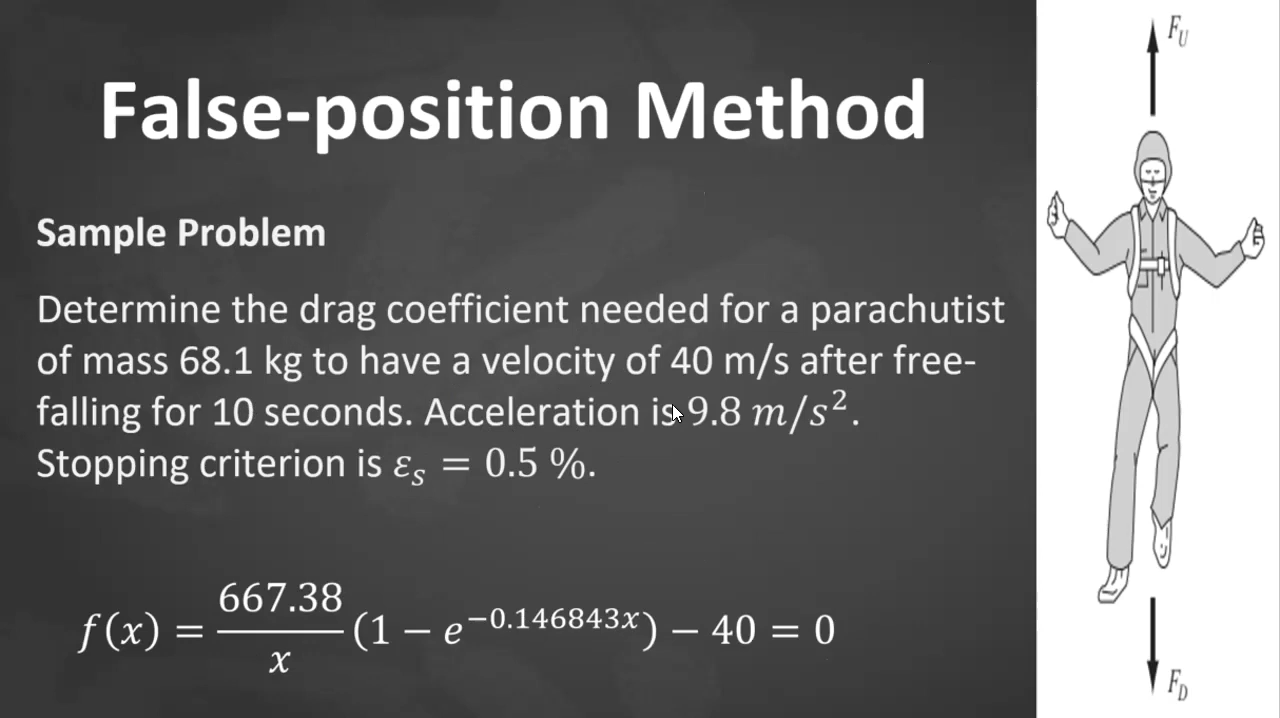 False-position Method
Sample Problem
Determine the drag coefficient needed for a parachutist
of mass 68.1 kg to have a velocity of 40 m/s after free-
falling for 10 seconds. Acceleration is 9.8 m/s².
Stopping criterion is εₛ = 0.5 %.
f(x) = 667.38/x (1 − e^(−0.146843x)) − 40 = 0
F_U
F_D